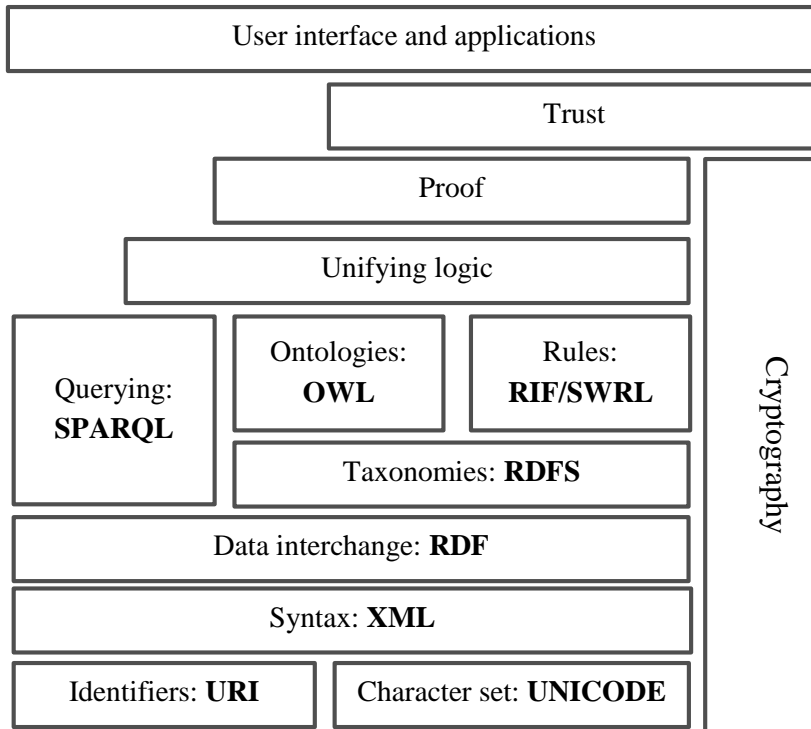 User interface and applications
Trust
Proof
Unifying logic
Querying:
SPARQL
Ontologies:
OWL
Rules:
RIF/SWRL
Taxonomies: RDFS
Data interchange: RDF
Syntax: XML
Identifiers: URI
Character set: UNICODE
Cryptography